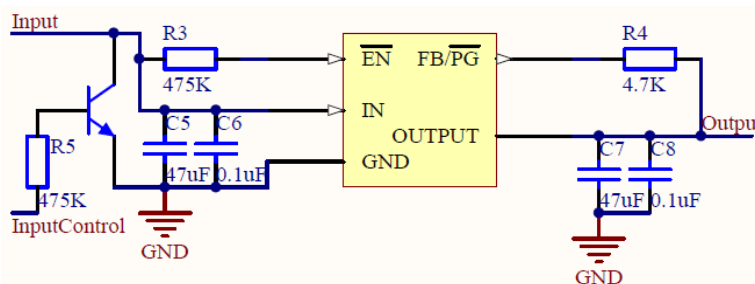 Input
R3
475K
EN
FB/PG
R4
4.7K
IN
OUTPUT
GND
Output
R5
475K
InputControl
C5
C6
47uF
0.1uF
GND
C7
C8
47uF
0.1uF
GND